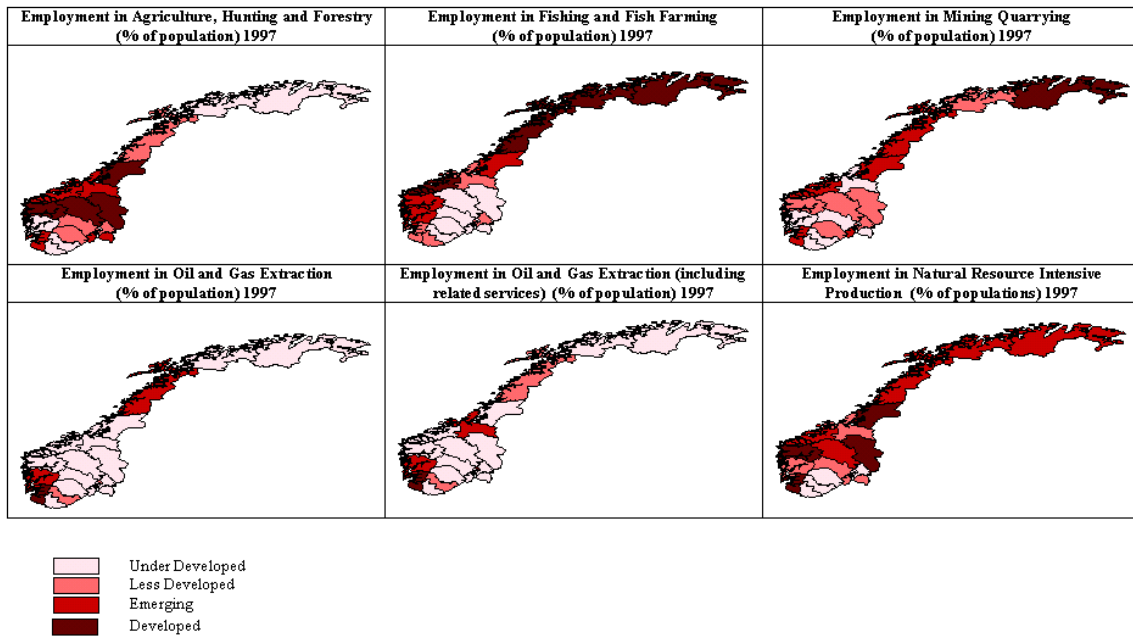 Employment in Agriculture, Hunting and Forestry
(% of population) 1997
Employment in Fishing and Fish Farming
(% of population) 1997
Employment in Mining Quarrying
(% of population) 1997
Employment in Oil and Gas Extraction
(% of population) 1997
Employment in Oil and Gas Extraction (including
related services) (% of population) 1997
Employment in Natural Resource Intensive
Production (% of populations) 1997
Under Developed
Less Developed
Emerging
Developed